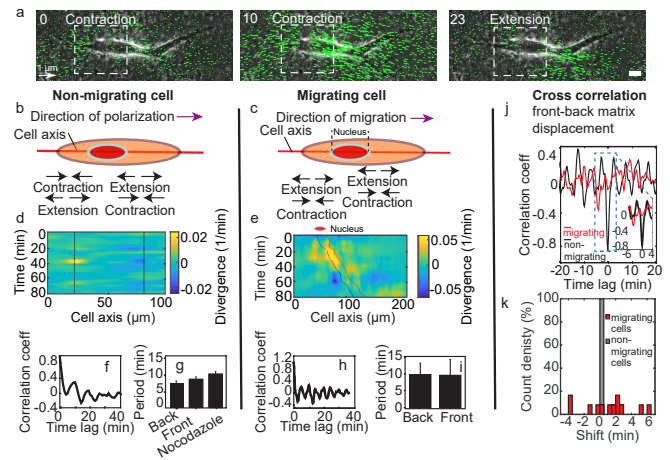 a
0 Contraction
10 Contraction
23 Extension
1 µm
Non-migrating cell
Migrating cell
Cross correlation
b
Direction of polarization
Cell axis
Contraction
Extension
Extension
Contraction
c
Direction of migration
Cell axis
Nucleus
Extension
Extension
Contraction
Contraction
j
front-back matrix
displacement
Correlation coeff
0.4
0
-0.4
-0.8
0
-0.4
-0.8
0 4
migrating
non-
migrating
-20 -10 0 10 20
Time lag (min)
d
Time (min)
0
20
40
60
80
0 50 100
Cell axis (µm)
0.02
0
-0.02
Divergence (1/min)
e
Nucleus
Time (min)
0
20
40
60
80
0 100 200
Cell axis (µm)
0.05
0
-0.05
Divergence (1/min)
k
Count denisty (%)
100
80
60
40
20
0
migrating
cells
non-
migrating cells
-4 -2 0 2 4 6
Shift (min)
f
Correlation coeff
0.8
0.4
0
-0.4
0 20 40
Time lag (min)
g
Period (min)
15
10
5
0
Back
Front
Nocodazole
h
Correlation coeff
1.2
0.8
0.4
0
-0.4
0 20 40
Time lag (min)
i
Period (min)
15
10
5
0
Back Front